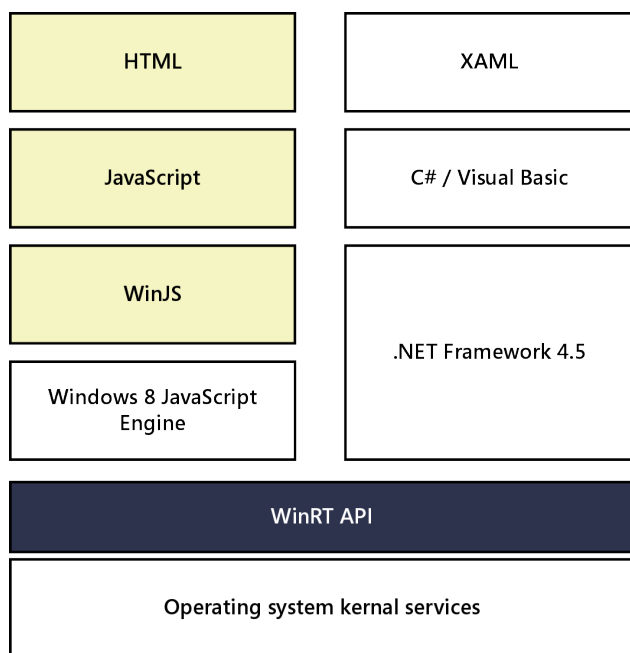 HTML
XAML
JavaScript
C# / Visual Basic
WinJS
.NET Framework 4.5
Windows 8 JavaScript
Engine
WinRT API
Operating system kernal services